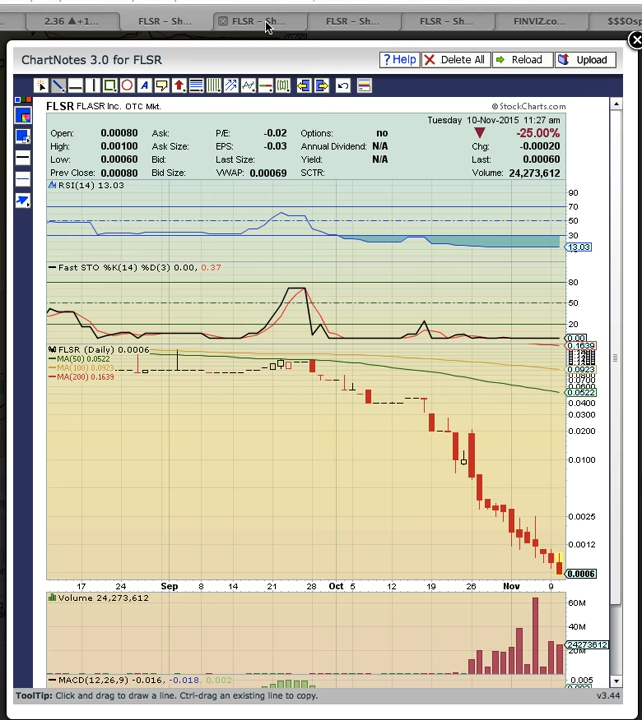 2.36 ▲+1...
FLSR – Sh...
FLSR – Sh...
FLSR – Sh...
FLSR – Sh...
FINVIZ.co...
$$$Osp
ChartNotes 3.0 for FLSR
? Help
Delete All
Reload
Upload
FLSR FLASR Inc. OTC Mkt.
© StockCharts.com
Tuesday 10-Nov-2015 11:27 am
Open: 0.00080 Ask: P/E: -0.02 Options: no -25.00%
High: 0.00100 Ask Size: EPS: -0.03 Annual Dividend: N/A Chg: -0.00020
Low: 0.00060 Bid: Last Size: Yield: N/A Last: 0.00060
Prev Close: 0.00080 Bid Size: VWAP: 0.00069 SCTR: Volume: 24,273,612
RSI(14) 13.03
90
70
50
30
13.03
Fast STO %K(14) %D(3) 0.00, 0.37
80
50
20
0.00
FLSR (Daily) 0.0006
MA(50) 0.0522
MA(100) 0.0923
MA(200) 0.1639
0.1639
0.0923
0.0700
0.0522
0.0400
0.0300
0.0200
0.0100
0.0025
0.0012
0.0006
17 24 Sep 8 14 21 28 Oct 5 12 19 26 Nov 9
Volume 24,273,612
60M
40M
24273612
MACD(12,26,9) -0.016, -0.018, 0.002
0.005
ToolTip: Click and drag to draw a line. Ctrl-drag an existing line to copy.
v3.44